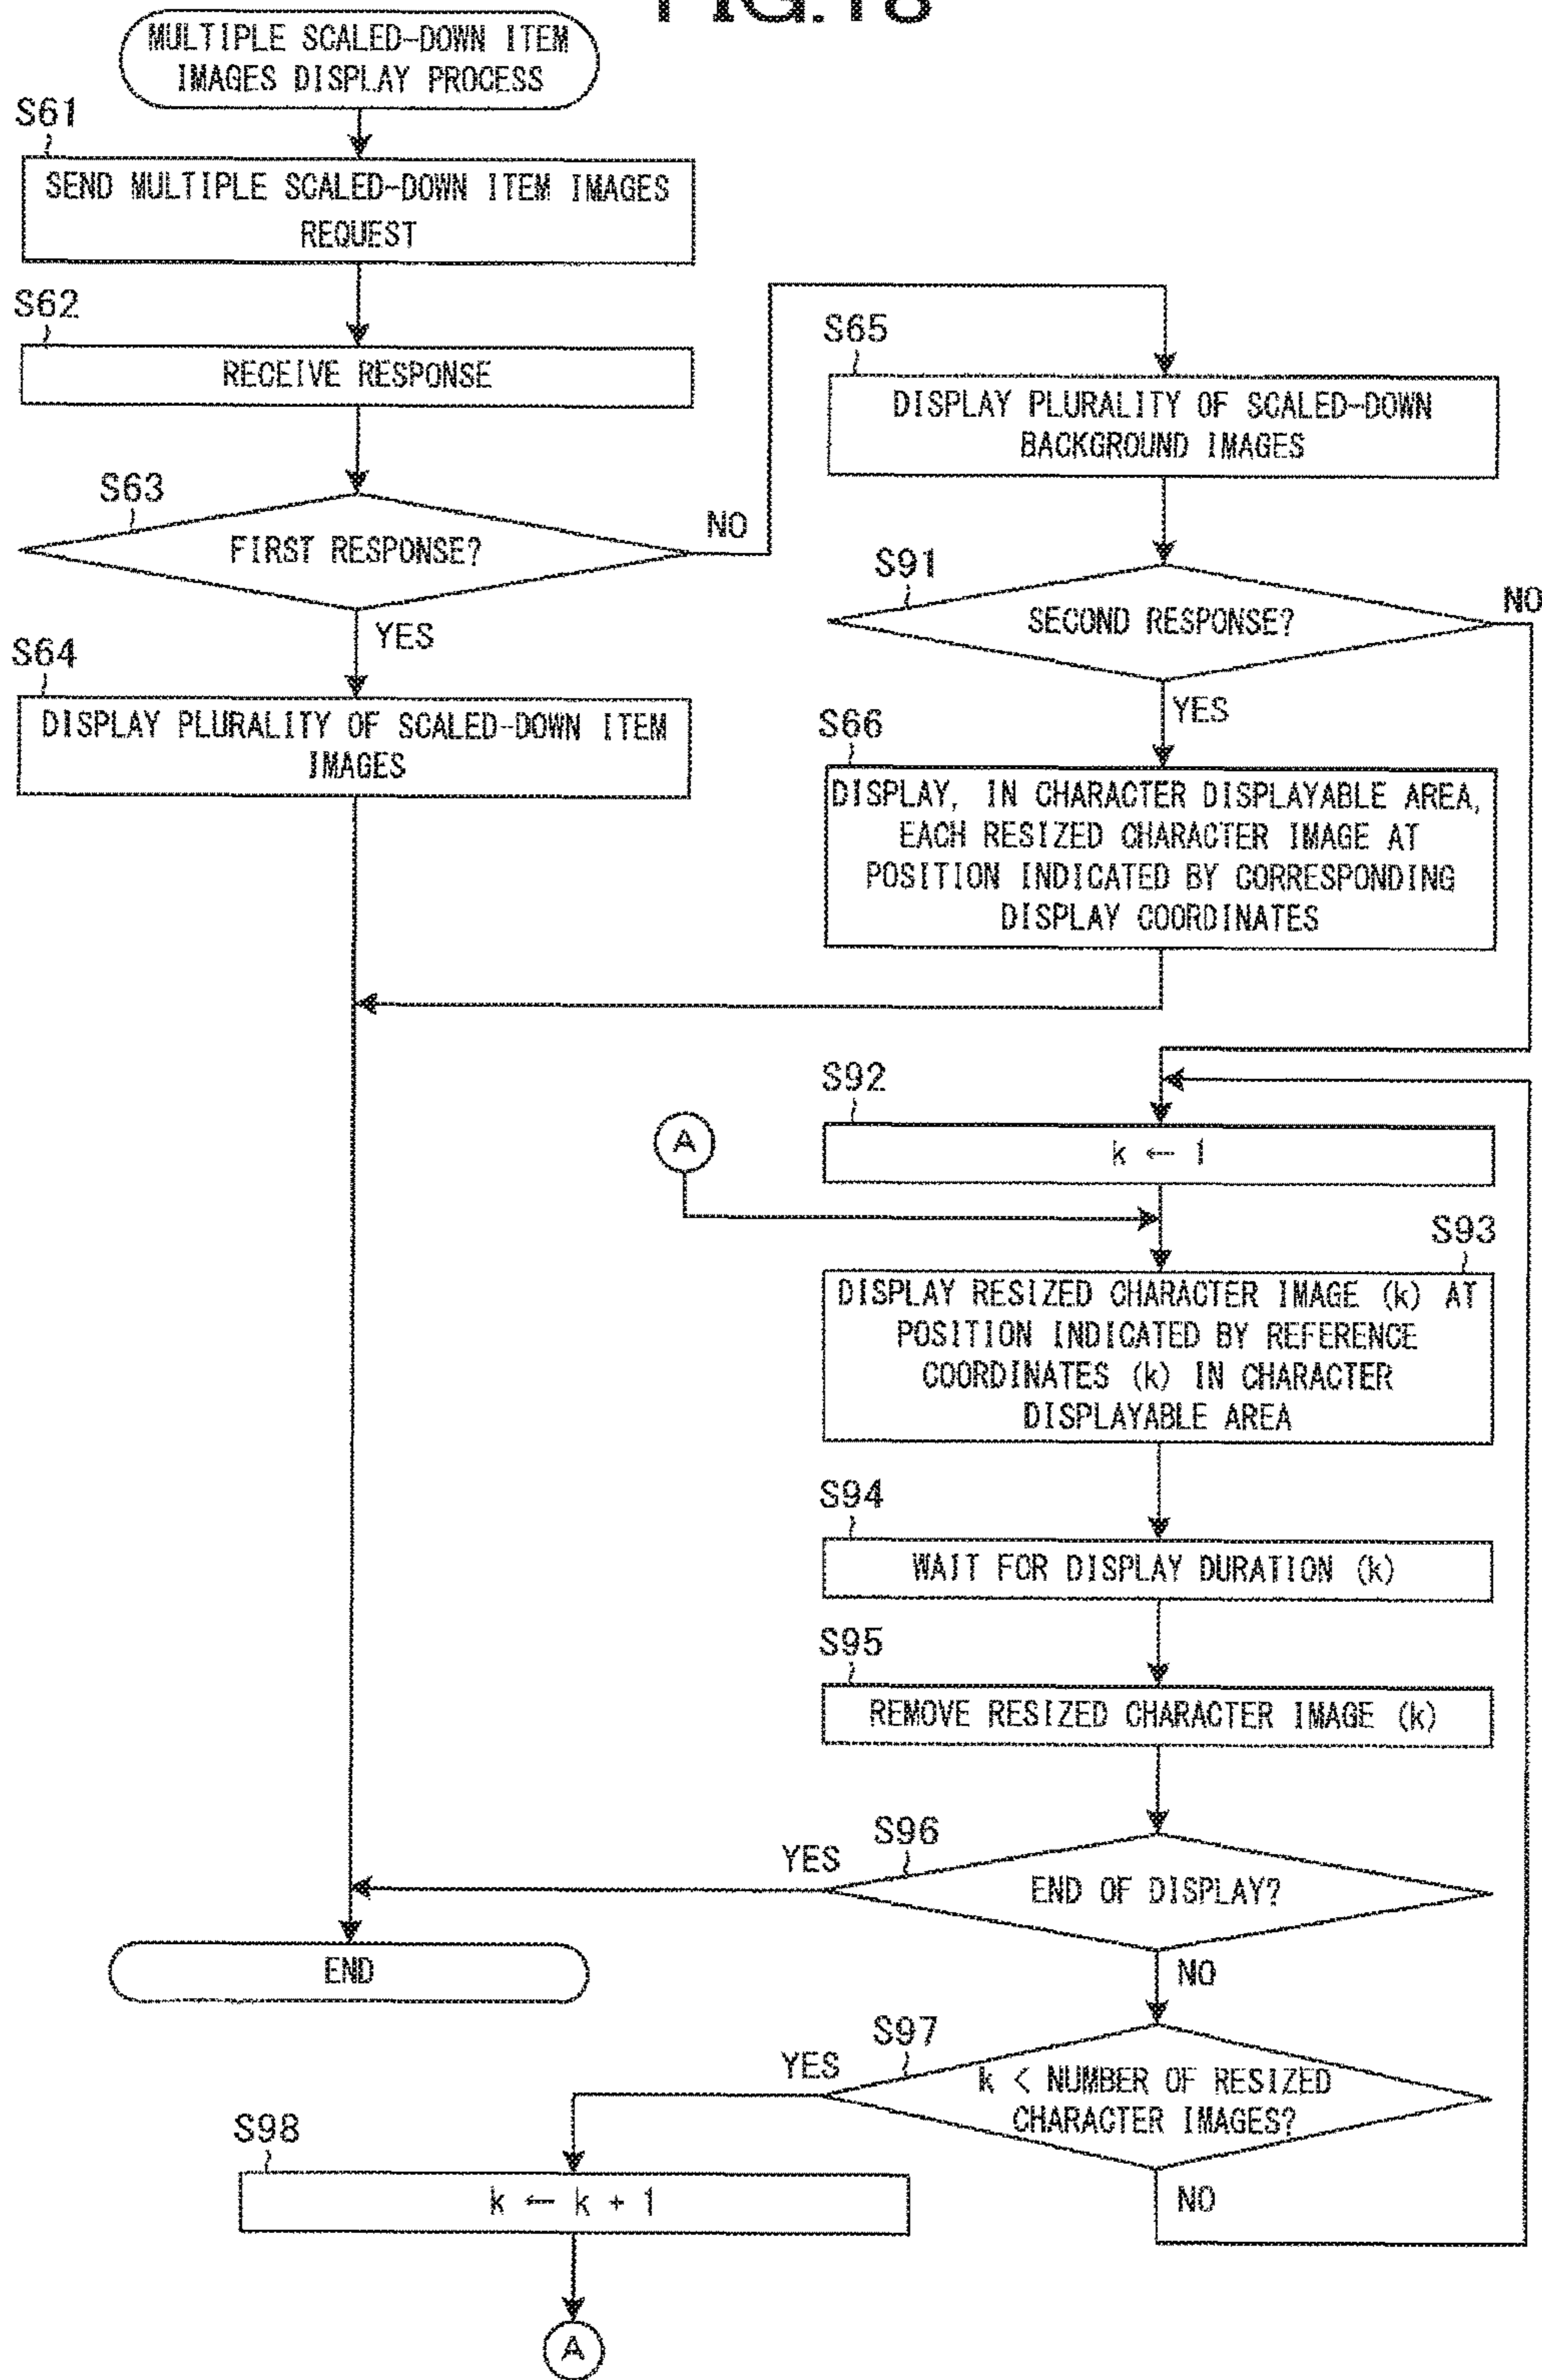 FIG.18
MULTIPLE SCALED-DOWN ITEM
IMAGES DISPLAY PROCESS
S61
SEND MULTIPLE SCALED-DOWN ITEM IMAGES
REQUEST
S62
RECEIVE RESPONSE
S63
FIRST RESPONSE?
NO
YES
S64
DISPLAY PLURALITY OF SCALED-DOWN ITEM
IMAGES
S65
DISPLAY PLURALITY OF SCALED-DOWN
BACKGROUND IMAGES
S91
SECOND RESPONSE?
NO
YES
S66
DISPLAY, IN CHARACTER DISPLAYABLE AREA,
EACH RESIZED CHARACTER IMAGE AT
POSITION INDICATED BY CORRESPONDING
DISPLAY COORDINATES
S92
k ← 1
A
S93
DISPLAY RESIZED CHARACTER IMAGE (k) AT
POSITION INDICATED BY REFERENCE
COORDINATES (k) IN CHARACTER
DISPLAYABLE AREA
S94
WAIT FOR DISPLAY DURATION (k)
S95
REMOVE RESIZED CHARACTER IMAGE (k)
S96
YES
END OF DISPLAY?
NO
END
S97
YES
k < NUMBER OF RESIZED
CHARACTER IMAGES?
NO
S98
k ← k + 1
A